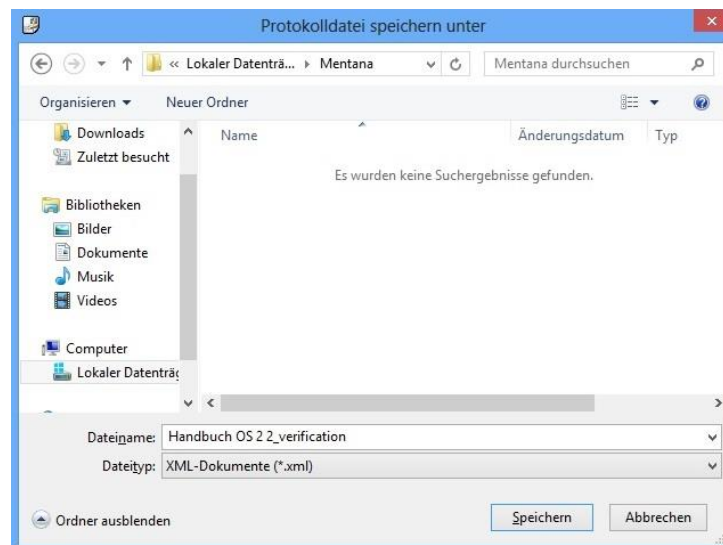 Protokolldatei speichern unter
« Lokaler Datenträ... Mentana
Mentana durchsuchen
Organisieren Neuer Ordner
Downloads
Zuletzt besucht
Bibliotheken
Bilder
Dokumente
Musik
Videos
Computer
Lokaler Datenträg
Name Änderungsdatum Typ
Es wurden keine Suchergebnisse gefunden.
Dateiname: Handbuch OS 2 2_verification
Dateityp: XML-Dokumente (*.xml)
Ordner ausblenden Speichern Abbrechen